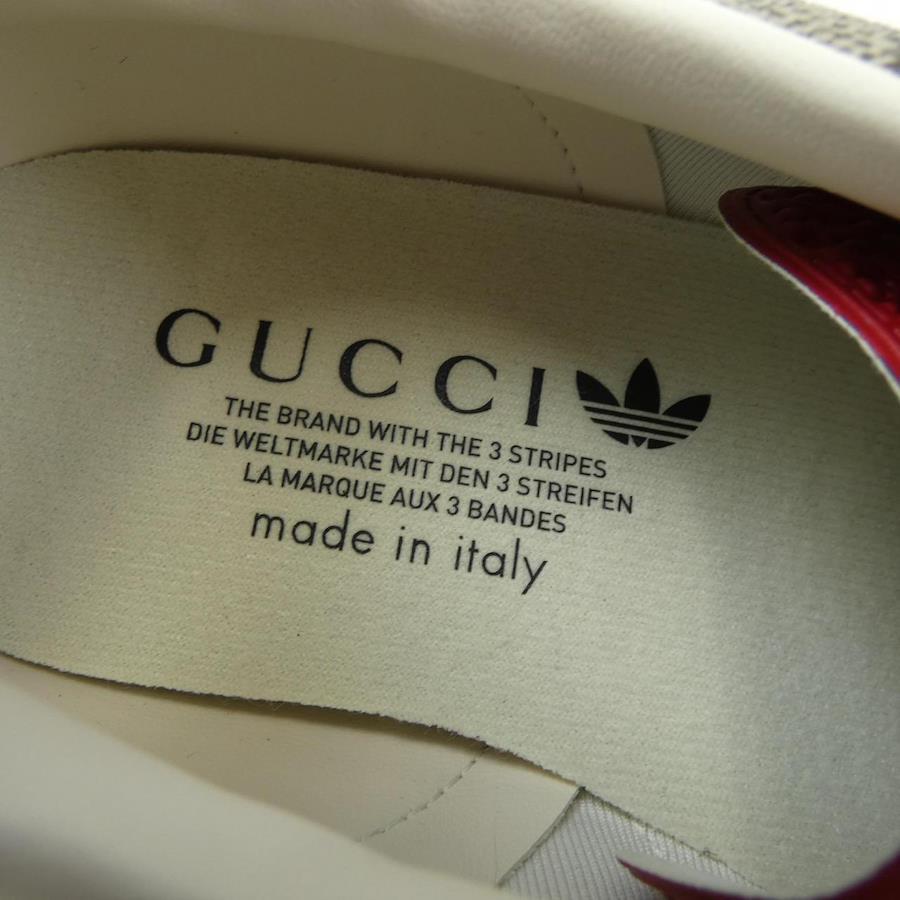 GUCCI
THE BRAND WITH THE 3 STRIPES
DIE WELTMARKE MIT DEN 3 STREIFEN
LA MARQUE AUX 3 BANDES
made in italy